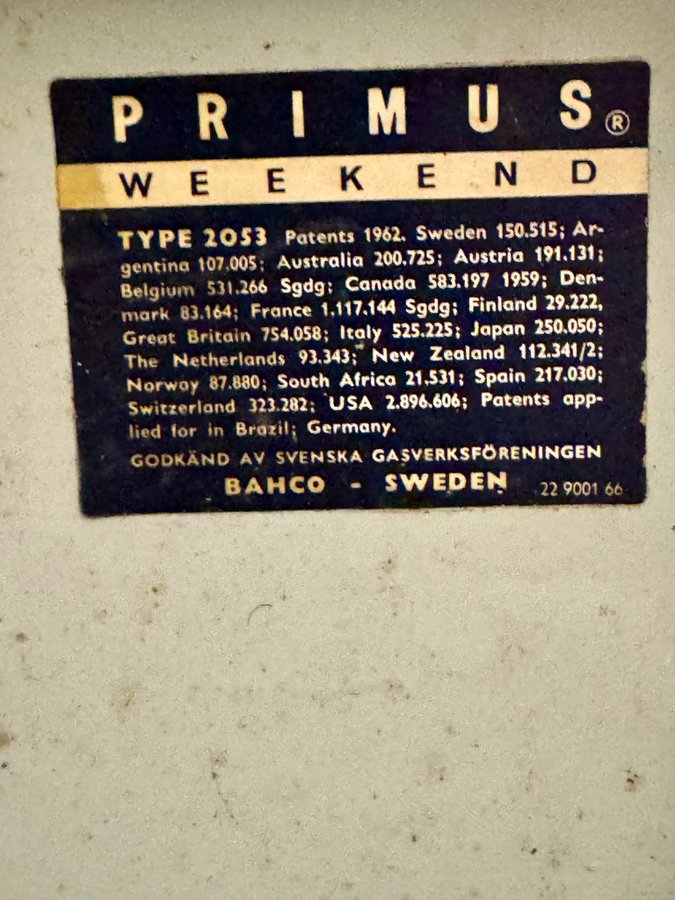 PRIMUS®
WEEKEND
TYPE 2053 Patents 1962. Sweden 150.515; Ar-
gentina 107.005; Australia 200.725; Austria 191.131;
Belgium 531.266 Sgdg; Canada 583.197 1959; Den-
mark 83.164; France 1.117.144 Sgdg; Finland 29.222,
Great Britain 754.058; Italy 525.225; Japan 250.050;
The Netherlands 93.343; New Zealand 112.341/2;
Norway 87.880; South Africa 21.531; Spain 217.030;
Switzerland 323.282; USA 2.896.606; Patents app-
lied for in Brazil; Germany.
GODKÄND AV SVENSKA GASVERKSFÖRENINGEN
BAHCO - SWEDEN 22 9001 66